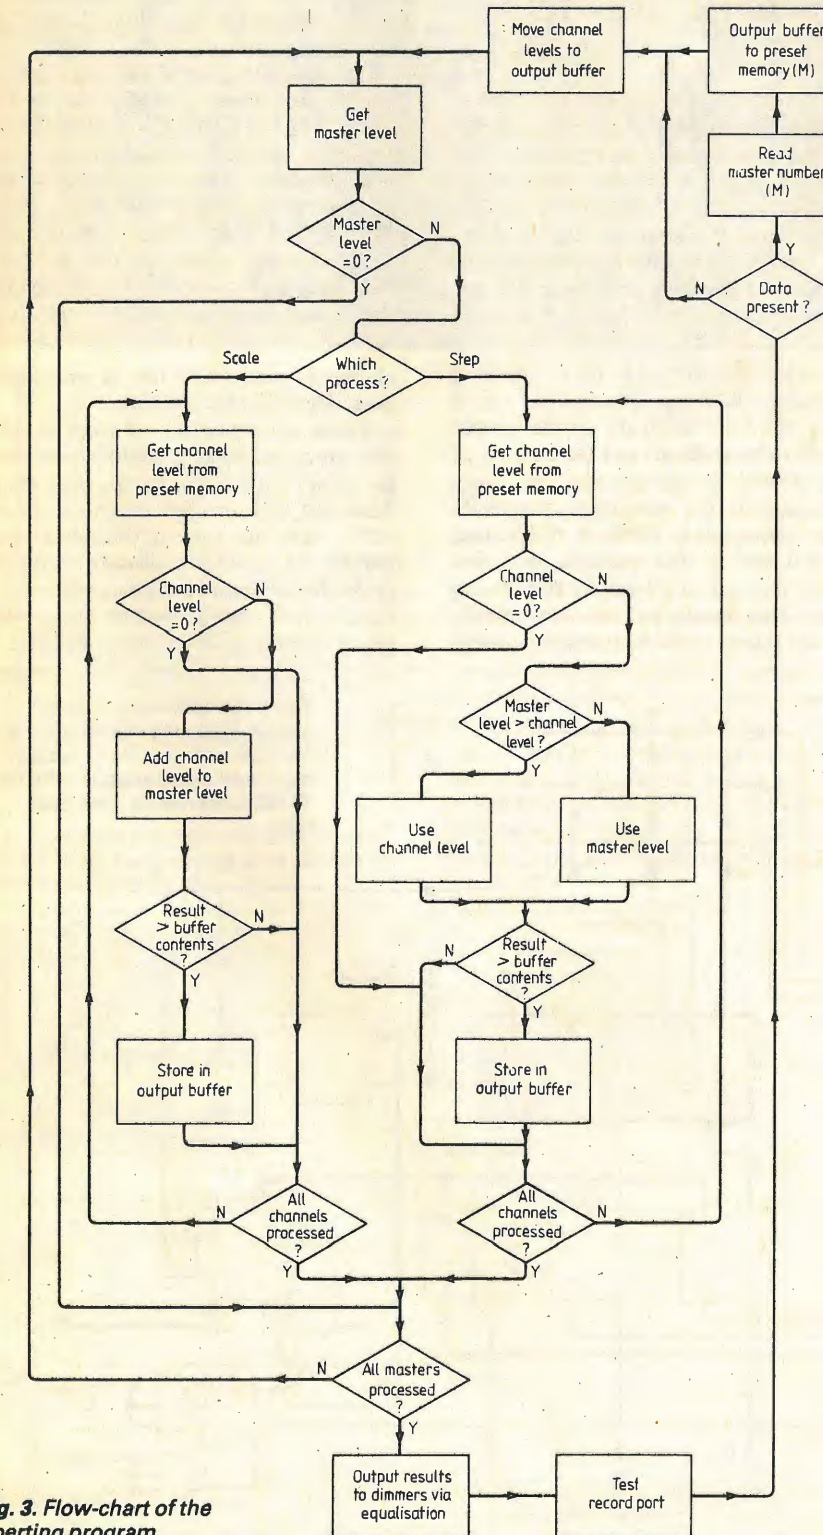 Move channel
levels to
output buffer
Output buffer
to preset
memory (M)
Get
master level
Read
master number
(M)
Master
level
=0?
N
Y
Y
N
Data
present?
Scale
Which
process?
Step
Get channel
level from
preset memory
Get channel
level from
preset memory
Channel
level
=0?
N
Y
Channel
level
=0?
N
Y
Master
level > channel
level?
N
Y
Add channel
level to
master level
Use
channel level
Use
master level
Result
> buffer
contents
?
N
Y
N
Result
> buffer
contents
?
Y
Store in
output buffer
Store in
output buffer
N
All
channels
processed
?
Y
All
channels
processed
?
N
Y
N
All masters
processed
?
Y
Output results
to dimmers via
equalisation
Test
record port
g. 3. Flow-chart of the
perting program